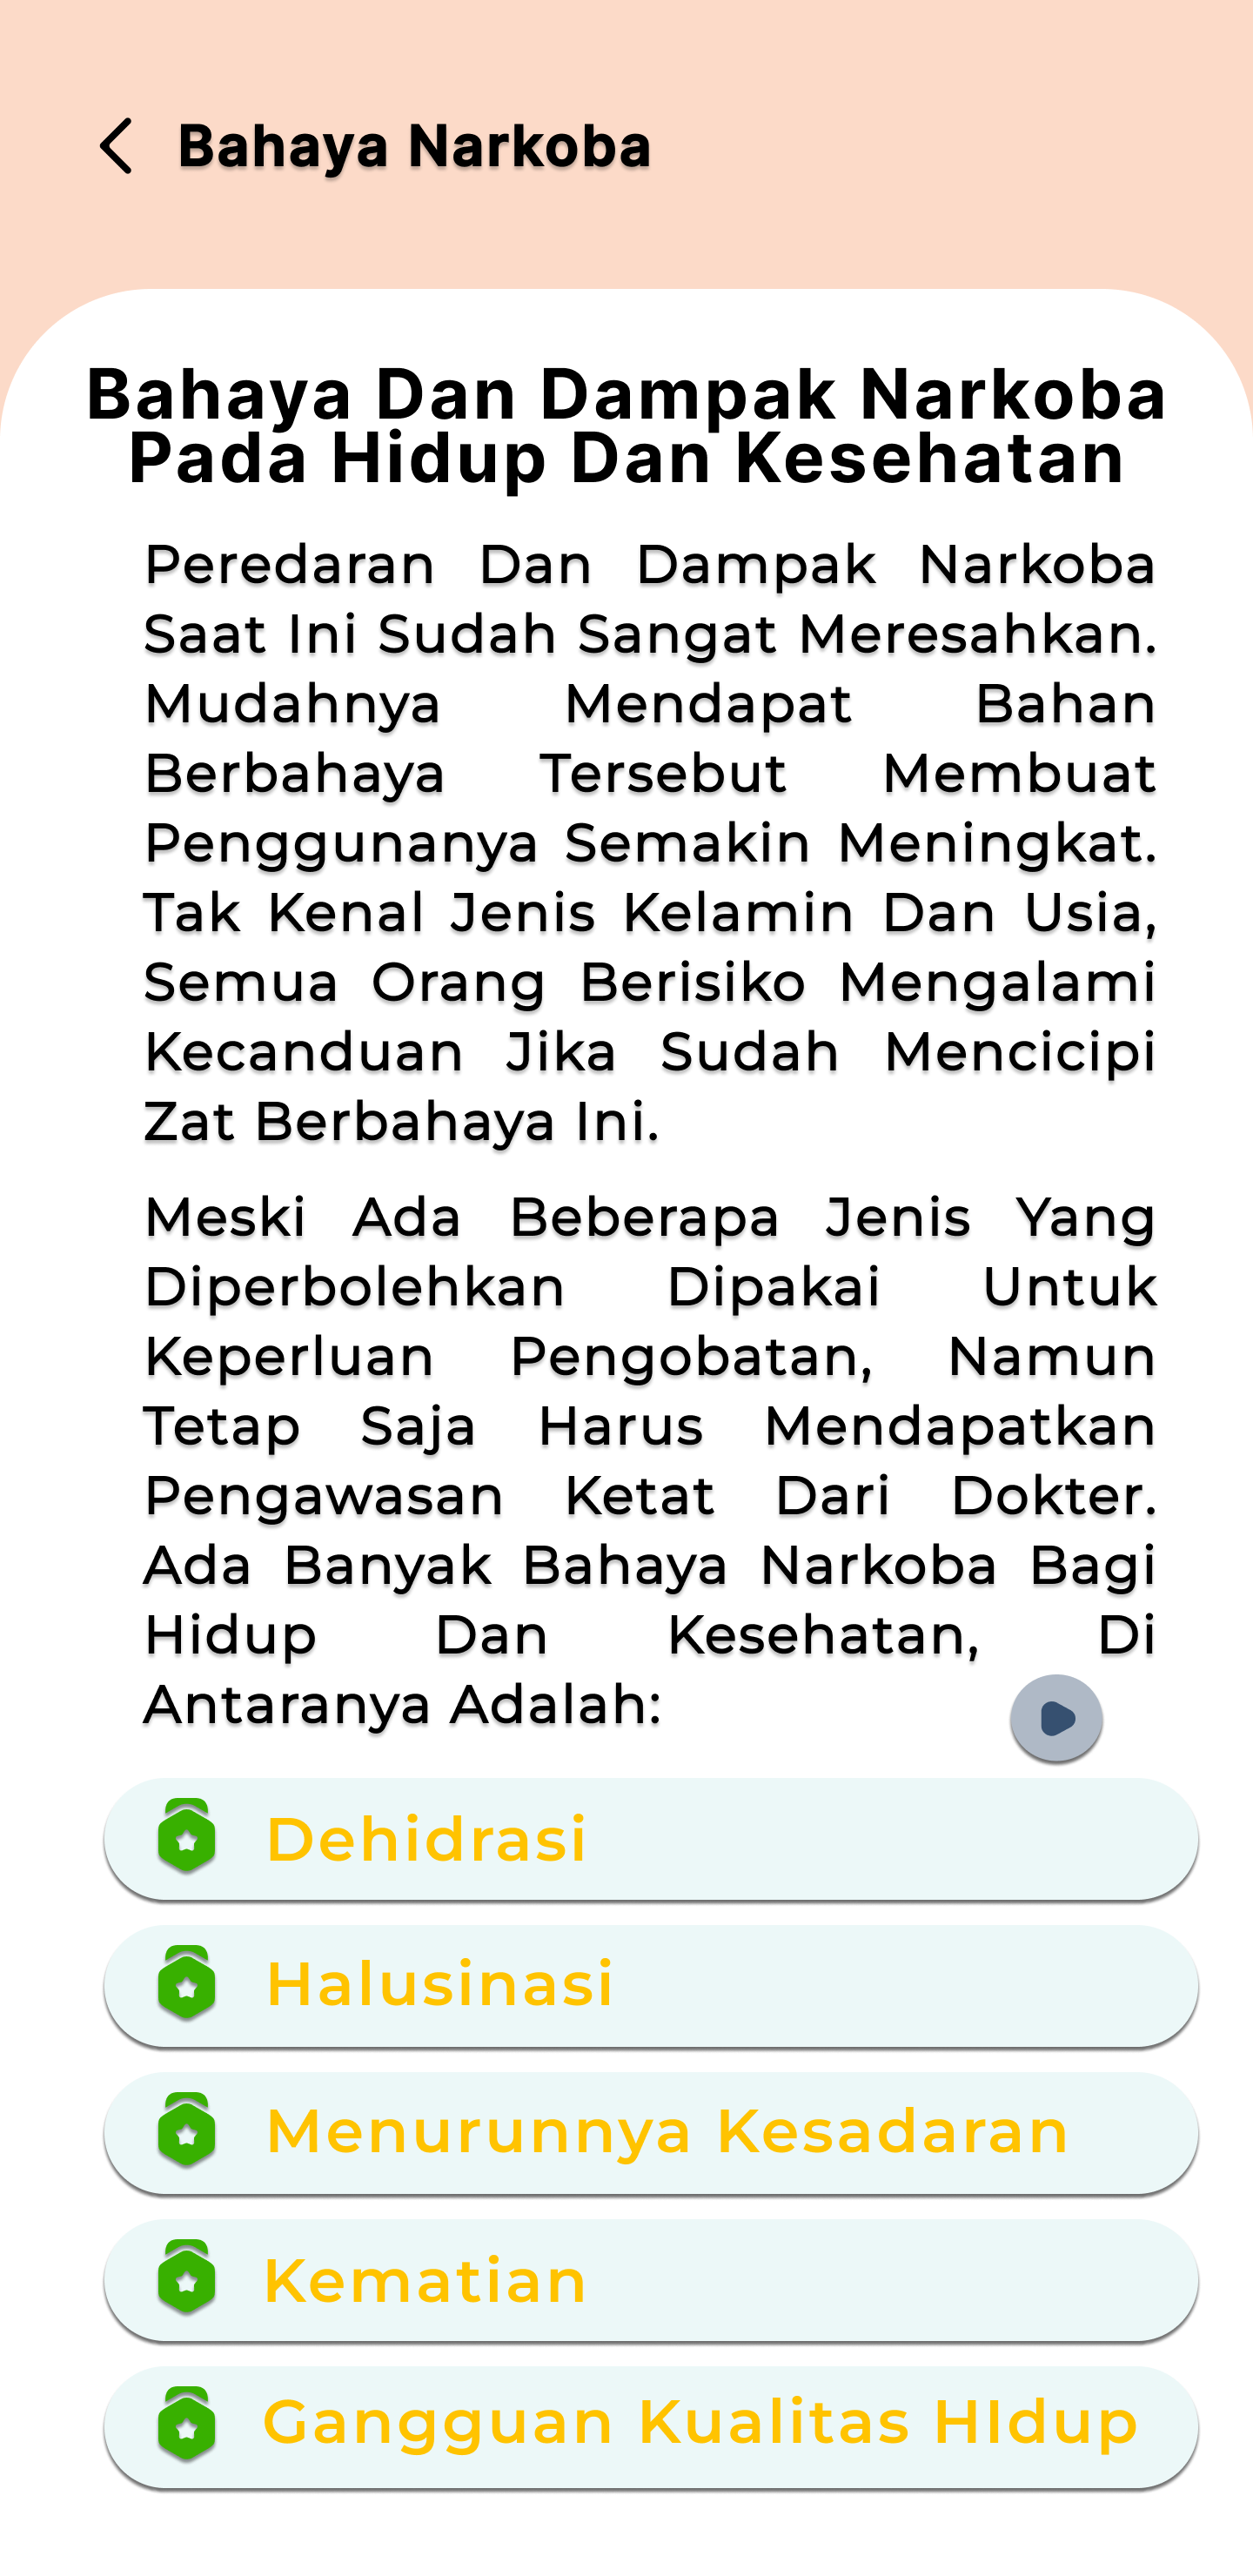 Bahaya Narkoba
Bahaya Dan Dampak Narkoba
Pada Hidup Dan Kesehatan
Peredaran Dan Dampak Narkoba
Saat Ini Sudah Sangat Meresahkan.
Mudahnya Mendapat Bahan
Berbahaya Tersebut Membuat
Penggunanya Semakin Meningkat.
Tak Kenal Jenis Kelamin Dan Usia,
Semua Orang Berisiko Mengalami
Kecanduan Jika Sudah Mencicipi
Zat Berbahaya Ini.
Meski Ada Beberapa Jenis Yang
Diperbolehkan Dipakai Untuk
Keperluan Pengobatan, Namun
Tetap Saja Harus Mendapatkan
Pengawasan Ketat Dari Dokter.
Ada Banyak Bahaya Narkoba Bagi
Hidup Dan Kesehatan, Di
Antaranya Adalah:
Dehidrasi
Halusinasi
Menurunnya Kesadaran
Kematian
Gangguan Kualitas HIdup